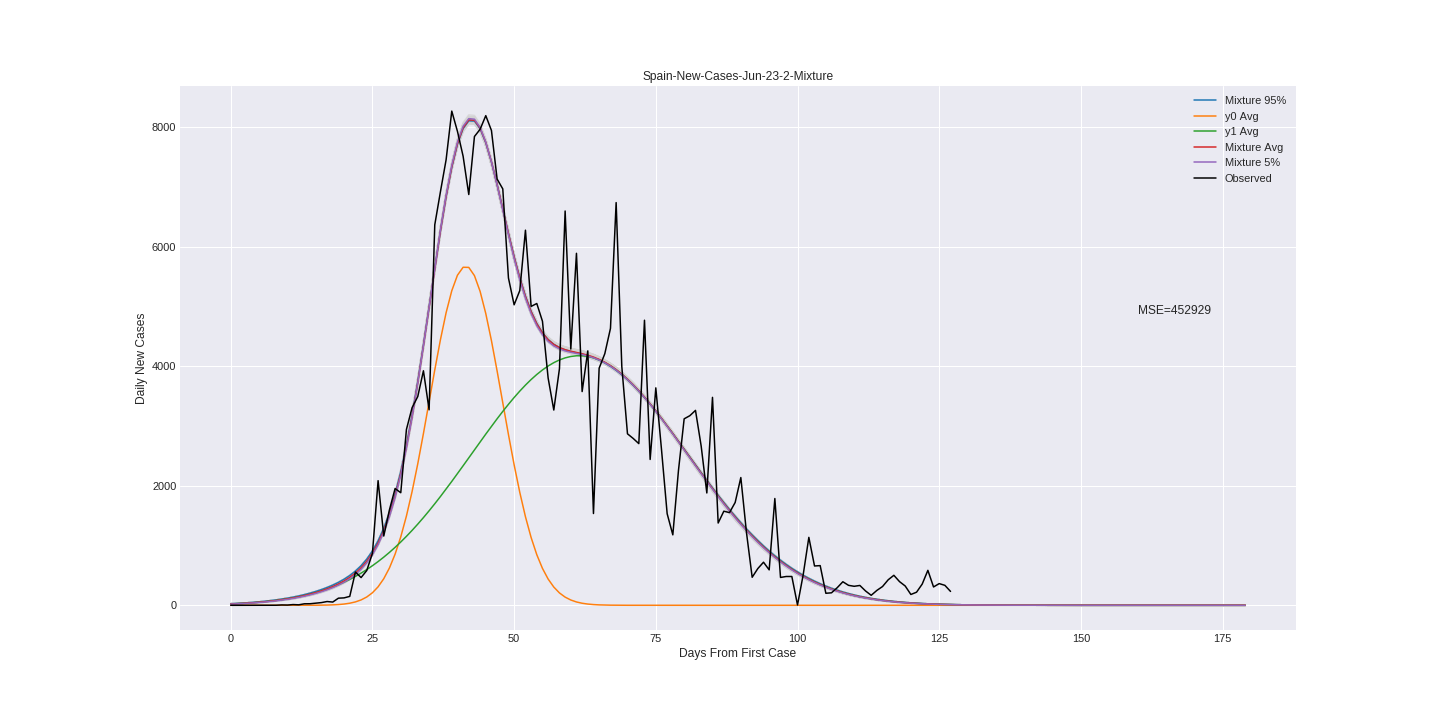 Spain-New-Cases-Jun-23-2-Mixture
Mixture 95%
y0 Avg
y1 Avg
Mixture Avg
Mixture 5%
Observed
MSE=452929
Daily New Cases
8000
6000
4000
2000
0
0 25 50 75 100 125 150 175
Days From First Case